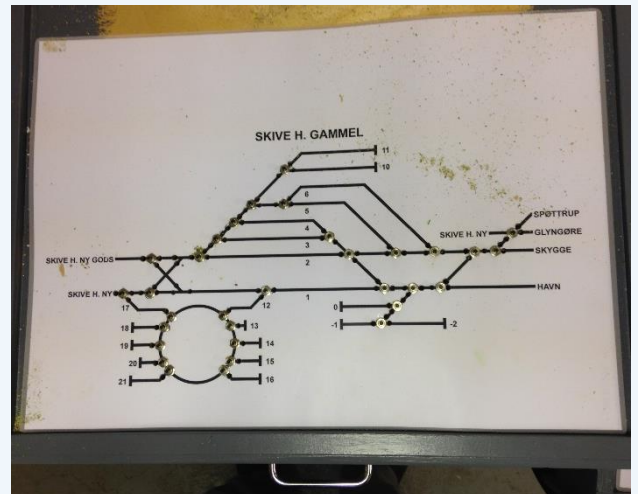 SKIVE H. GAMMEL
11
10
6
5
4
3
2
1
SPØTTRUP
SKIVE H. NY
GLYNGØRE
SKYGGE
SKIVE H. NY GODS
SKIVE H. NY
HAVN
17
12
0
-1
-2
18
13
19
14
20
15
21
16